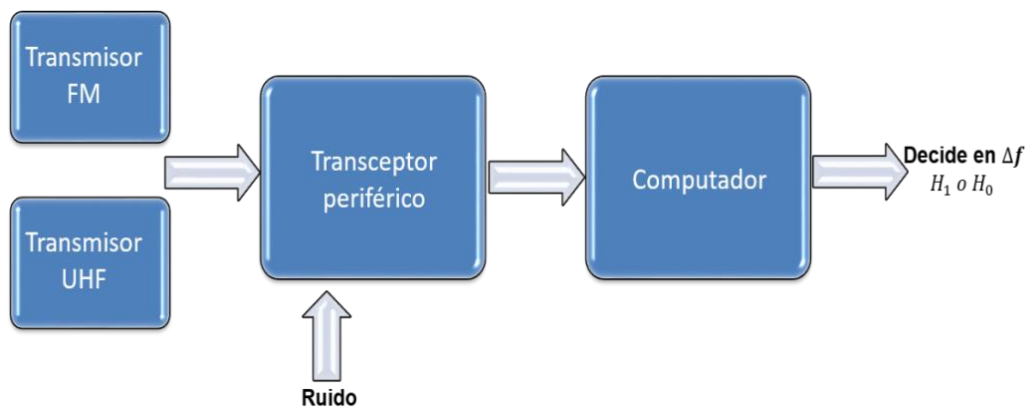 Transmisor
FM
Transmisor
UHF
Transceptor
periférico
Computador
Decide en Δf
H₁ o H₀
Ruido